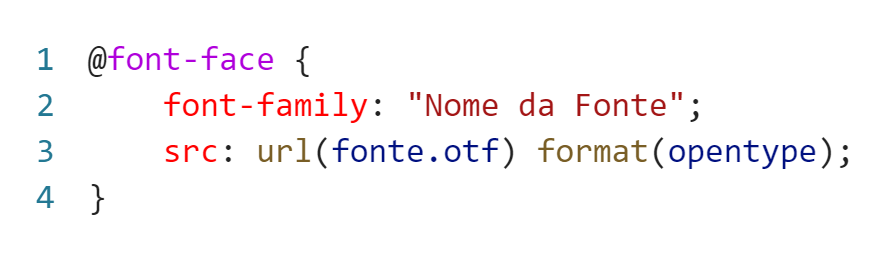 1 @font-face {
2 font-family: "Nome da Fonte";
3 src: url(fonte.otf) format(opentype);
4 }